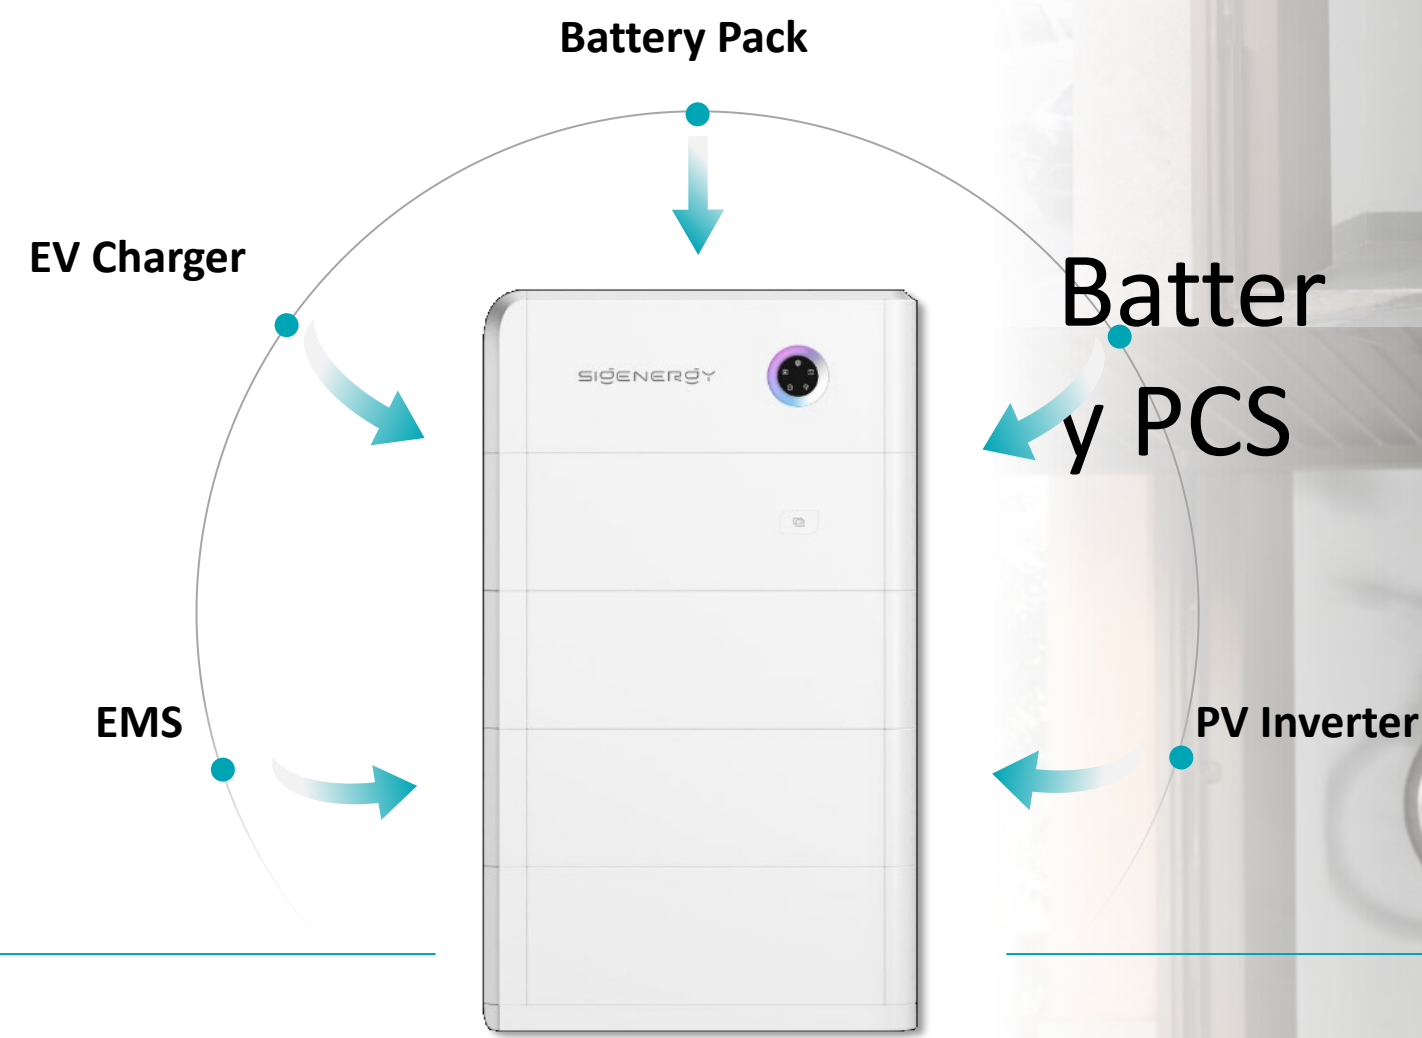 Battery Pack
EV Charger
Batter
y PCS
SIGENERGY
EMS
PV Inverter